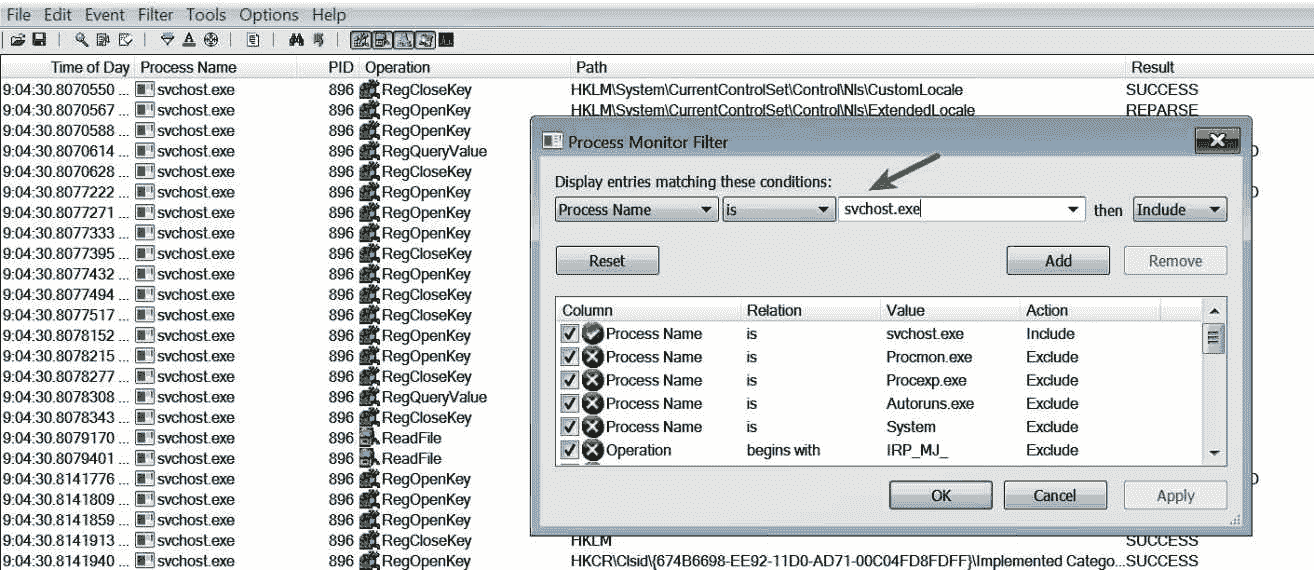 File Edit Event Filter Tools Options Help
Time of Day Process Name PID Operation Path Result
9:04:30.8070550 ... svchost.exe 896 RegCloseKey HKLM\System\CurrentControlSet\Control\Nls\CustomLocale SUCCESS
9:04:30.8070567 ... svchost.exe 896 RegOpenKey HKLM\System\CurrentControlSet\Control\Nls\ExtendedLocale REPARSE
9:04:30.8070588 ... svchost.exe 896 RegOpenKey
9:04:30.8070614 ... svchost.exe 896 RegQueryValue
9:04:30.8070628 ... svchost.exe 896 RegCloseKey
9:04:30.8077222 ... svchost.exe 896 RegOpenKey
9:04:30.8077271 ... svchost.exe 896 RegOpenKey
9:04:30.8077333 ... svchost.exe 896 RegOpenKey
9:04:30.8077395 ... svchost.exe 896 RegCloseKey
9:04:30.8077432 ... svchost.exe 896 RegOpenKey
9:04:30.8077494 ... svchost.exe 896 RegCloseKey
9:04:30.8077517 ... svchost.exe 896 RegCloseKey
9:04:30.8078152 ... svchost.exe 896 RegOpenKey
9:04:30.8078215 ... svchost.exe 896 RegOpenKey
9:04:30.8078277 ... svchost.exe 896 RegCloseKey
9:04:30.8078308 ... svchost.exe 896 RegQueryValue
9:04:30.8078343 ... svchost.exe 896 RegCloseKey
9:04:30.8079170 ... svchost.exe 896 ReadFile
9:04:30.8079401 ... svchost.exe 896 ReadFile
9:04:30.8141776 ... svchost.exe 896 RegOpenKey
9:04:30.8141809 ... svchost.exe 896 RegOpenKey
9:04:30.8141859 ... svchost.exe 896 RegOpenKey
9:04:30.8141913 ... svchost.exe 896 RegCloseKey HKLM SUCCESS
9:04:30.8141940 ... svchost.exe 896 RegOpenKey HKCR\Clsid\{674B6698-EE92-11D0-AD71-00C04FD8FDFF}\Implemented Catego... SUCCESS
Process Monitor Filter
Display entries matching these conditions:
Process Name is svchost.exe then Include
Reset Add Remove
Column Relation Value Action
Process Name is svchost.exe Include
Process Name is Procmon.exe Exclude
Process Name is Procexp.exe Exclude
Process Name is Autoruns.exe Exclude
Process Name is System Exclude
Operation begins with IRP_MJ_ Exclude
OK Cancel Apply